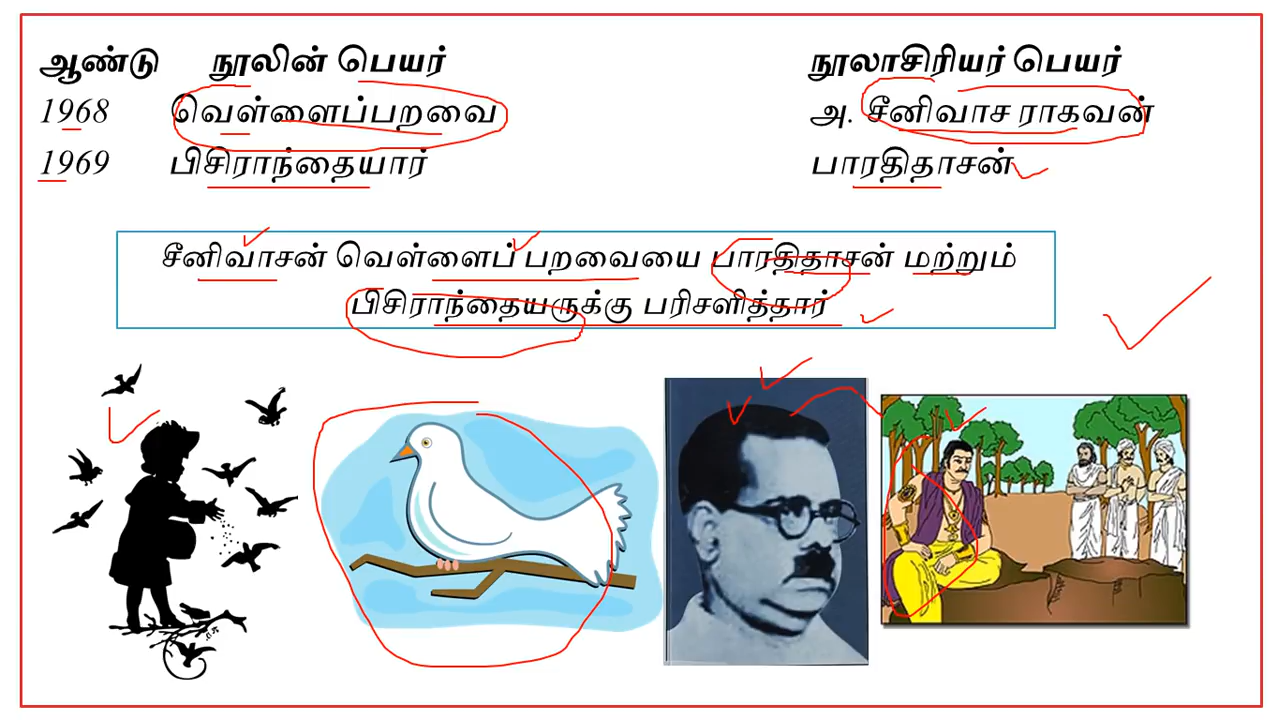 ஆண்டு நூலின் பெயர் நூலாசிரியர் பெயர்
1968 வெள்ளைப்பறவை அ. சீனிவாச ராகவன்
1969 பிசிராந்தையார் பாரதிதாசன்
சீனிவாசன் வெள்ளைப் பறவையை பாரதிதாசன் மற்றும்
பிசிராந்தையருக்கு பரிசளித்தார்